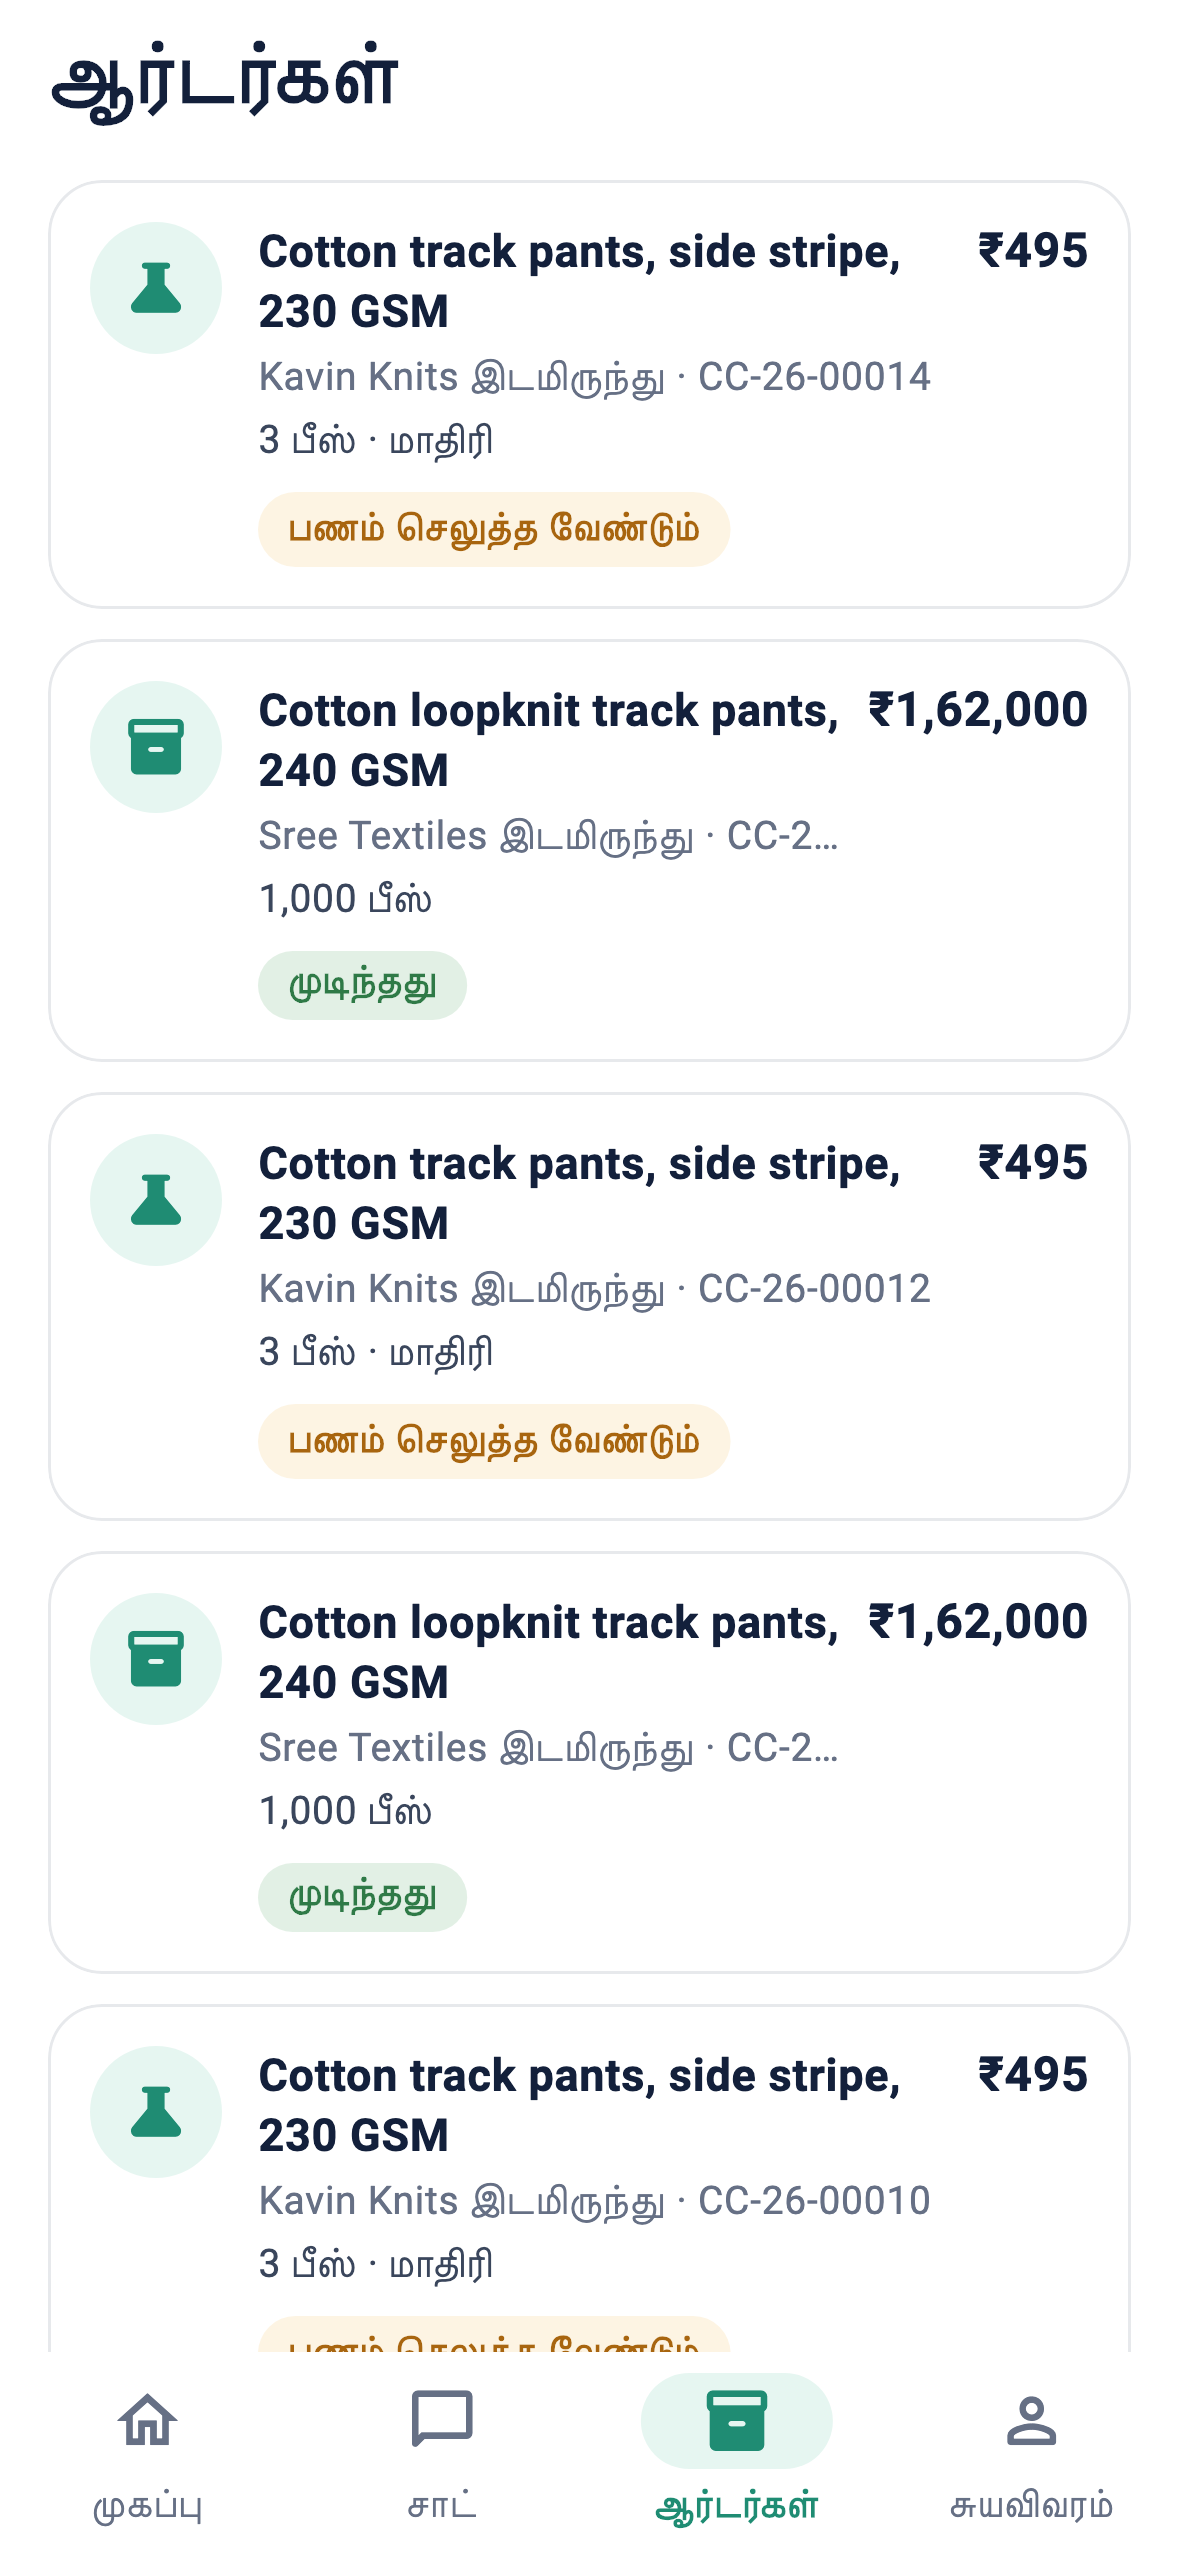 ஆர்டர்கள்
Cotton track pants, side stripe, ₹495
230 GSM
Kavin Knits இடமிருந்து · CC-26-00014
3 பீஸ் · மாதிரி
பணம் செலுத்த வேண்டும்
Cotton loopknit track pants, ₹1,62,000
240 GSM
Sree Textiles இடமிருந்து · CC-2...
1,000 பீஸ்
முடிந்தது
Cotton track pants, side stripe, ₹495
230 GSM
Kavin Knits இடமிருந்து · CC-26-00012
3 பீஸ் · மாதிரி
பணம் செலுத்த வேண்டும்
Cotton loopknit track pants, ₹1,62,000
240 GSM
Sree Textiles இடமிருந்து · CC-2...
1,000 பீஸ்
முடிந்தது
Cotton track pants, side stripe, ₹495
230 GSM
Kavin Knits இடமிருந்து · CC-26-00010
3 பீஸ் · மாதிரி
பணம் செலுத்த வேண்டும்
முகப்பு சாட் ஆர்டர்கள் சுயவிவரம்